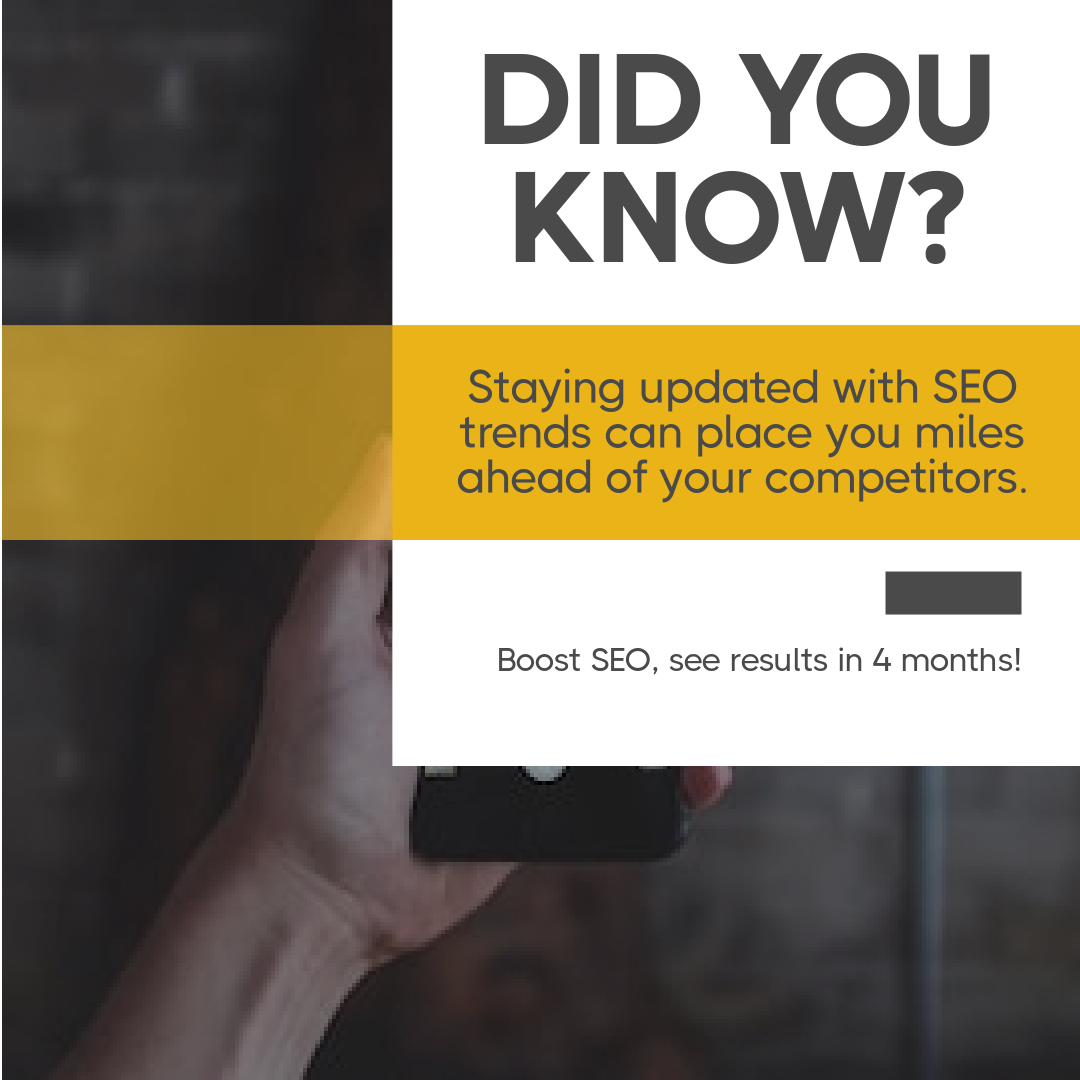 DID YOU
KNOW?
Staying updated with SEO
trends can place you miles
ahead of your competitors.
Boost SEO, see results in 4 months!